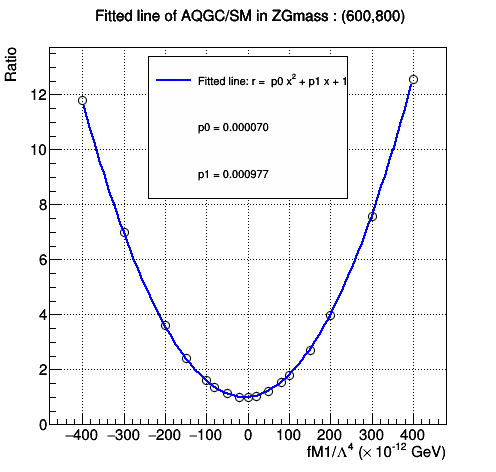 Fitted line of AQGC/SM in ZGmass : (600,800)
Ratio
Fitted line: r = p0 x² + p1 x + 1
p0 = 0.000070
p1 = 0.000977
12
10
8
6
4
2
0
−400 −300 −200 −100 0 100 200 300 400
fM1/Λ⁴ (× 10⁻¹² GeV)